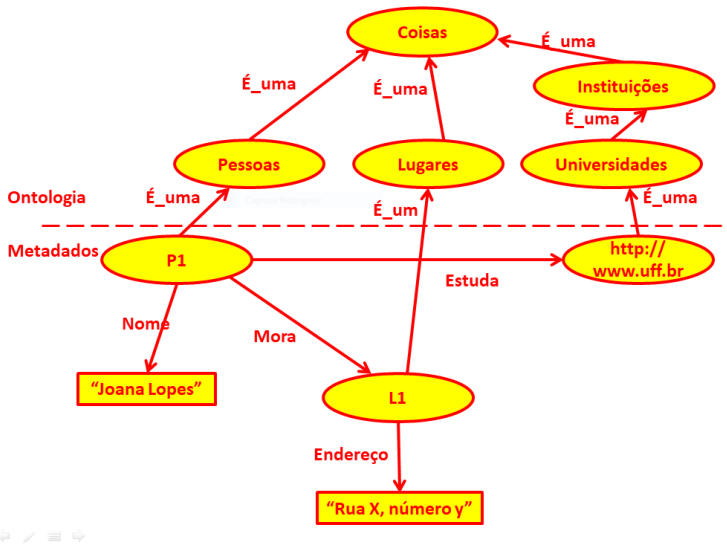 Coisas
É_uma
Instituições
É_uma
É_uma
É_uma
Pessoas
Lugares
Universidades
Ontologia
É_uma
É_um
É_uma
Metadados
P1
http://
www.uff.br
Estuda
Nome
Mora
“Joana Lopes”
L1
Endereço
“Rua X, número y”